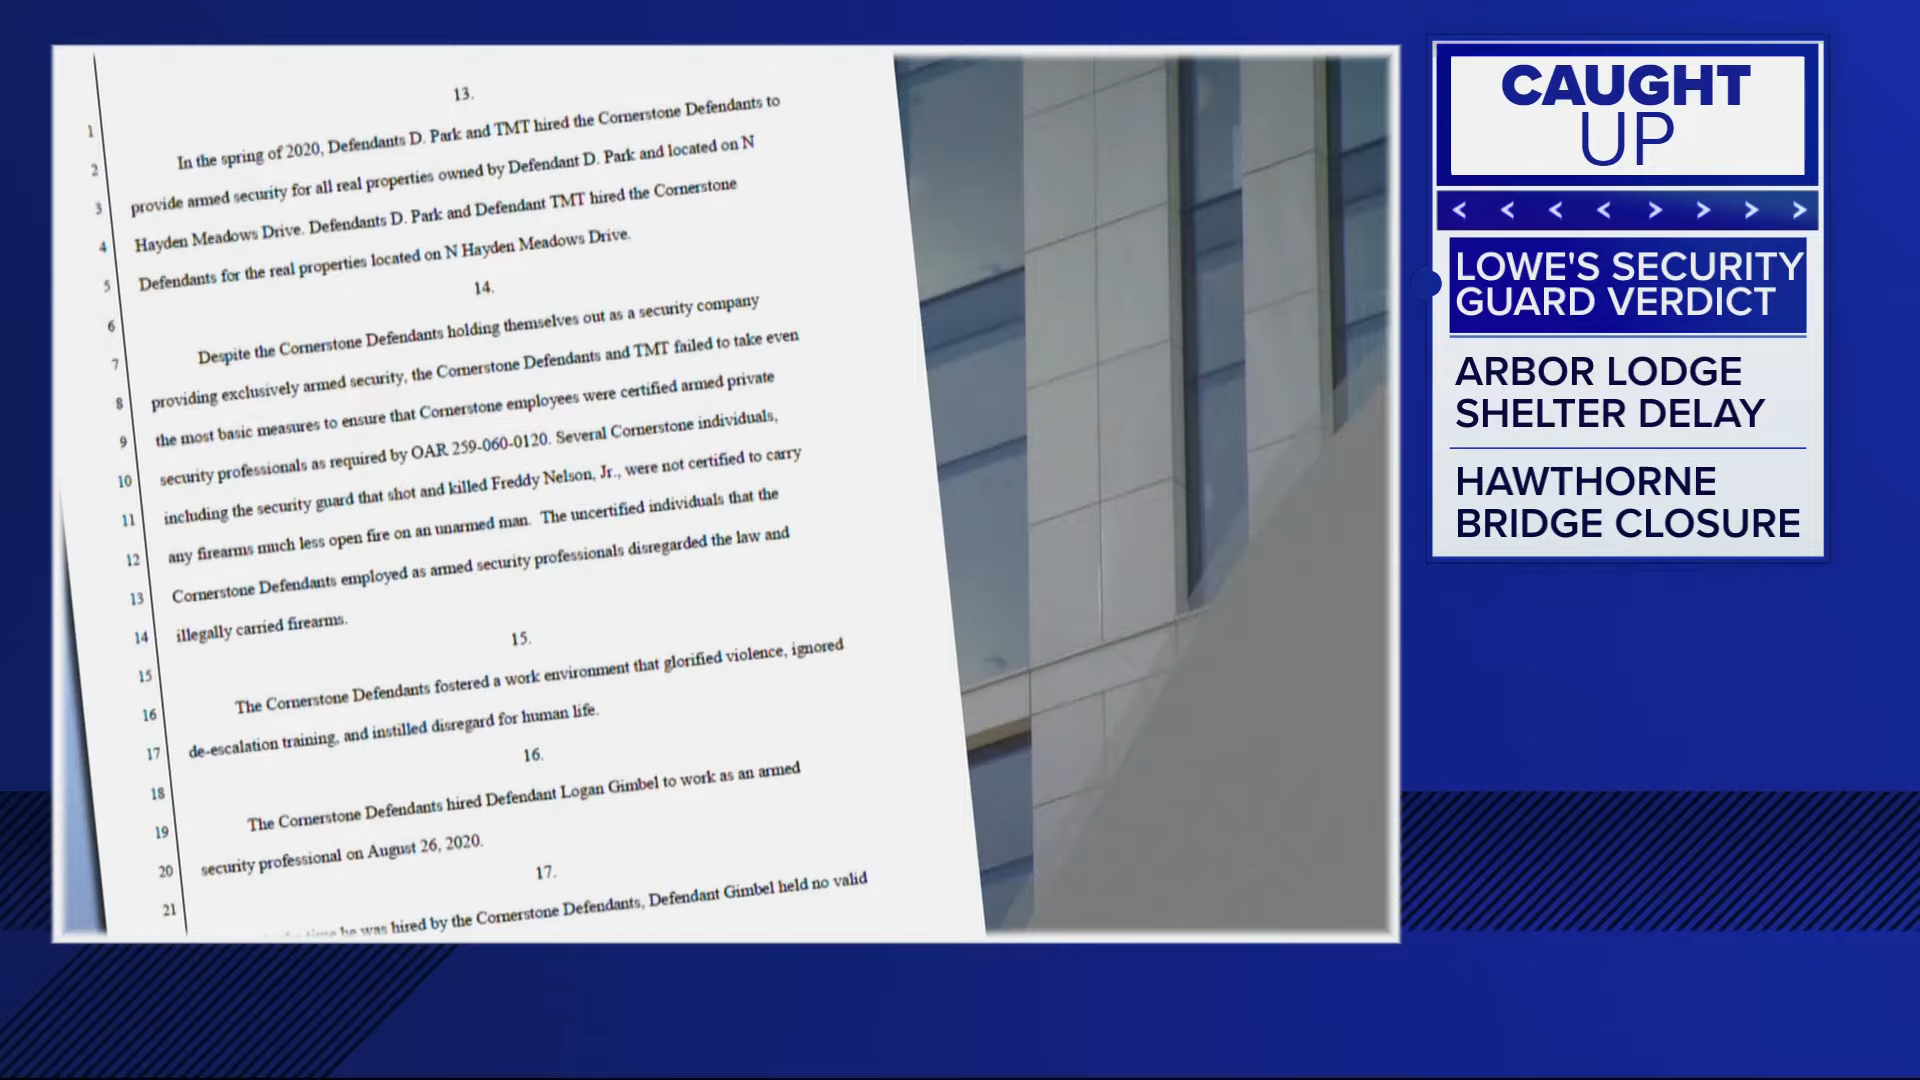 13.
1
In the spring of 2020, Defendants D. Park and TMT hired the Cornerstone Defendants to
2
provide armed security for all real properties owned by Defendant D. Park and located on N
3
Hayden Meadows Drive. Defendants D. Park and Defendant TMT hired the Cornerstone
4
Defendants for the real properties located on N Hayden Meadows Drive.
5
14.
6
Despite the Cornerstone Defendants holding themselves out as a security company
7
providing exclusively armed security, the Cornerstone Defendants and TMT failed to take even
8
the most basic measures to ensure that Cornerstone employees were certified armed private
9
security professionals as required by OAR 259-060-0120. Several Cornerstone individuals,
10
including the security guard that shot and killed Freddy Nelson, Jr., were not certified to carry
11
any firearms much less open fire on an unarmed man. The uncertified individuals that the
12
Cornerstone Defendants employed as armed security professionals disregarded the law and
13
illegally carried firearms.
14
15.
15
The Cornerstone Defendants fostered a work environment that glorified violence, ignored
16
de-escalation training, and instilled disregard for human life.
17
16.
18
The Cornerstone Defendants hired Defendant Logan Gimbel to work as an armed
19
security professional on August 26, 2020.
20
17.
21
time he was hired by the Cornerstone Defendants, Defendant Gimbel held no valid
CAUGHT
UP
LOWE'S SECURITY
GUARD VERDICT
ARBOR LODGE
SHELTER DELAY
HAWTHORNE
BRIDGE CLOSURE